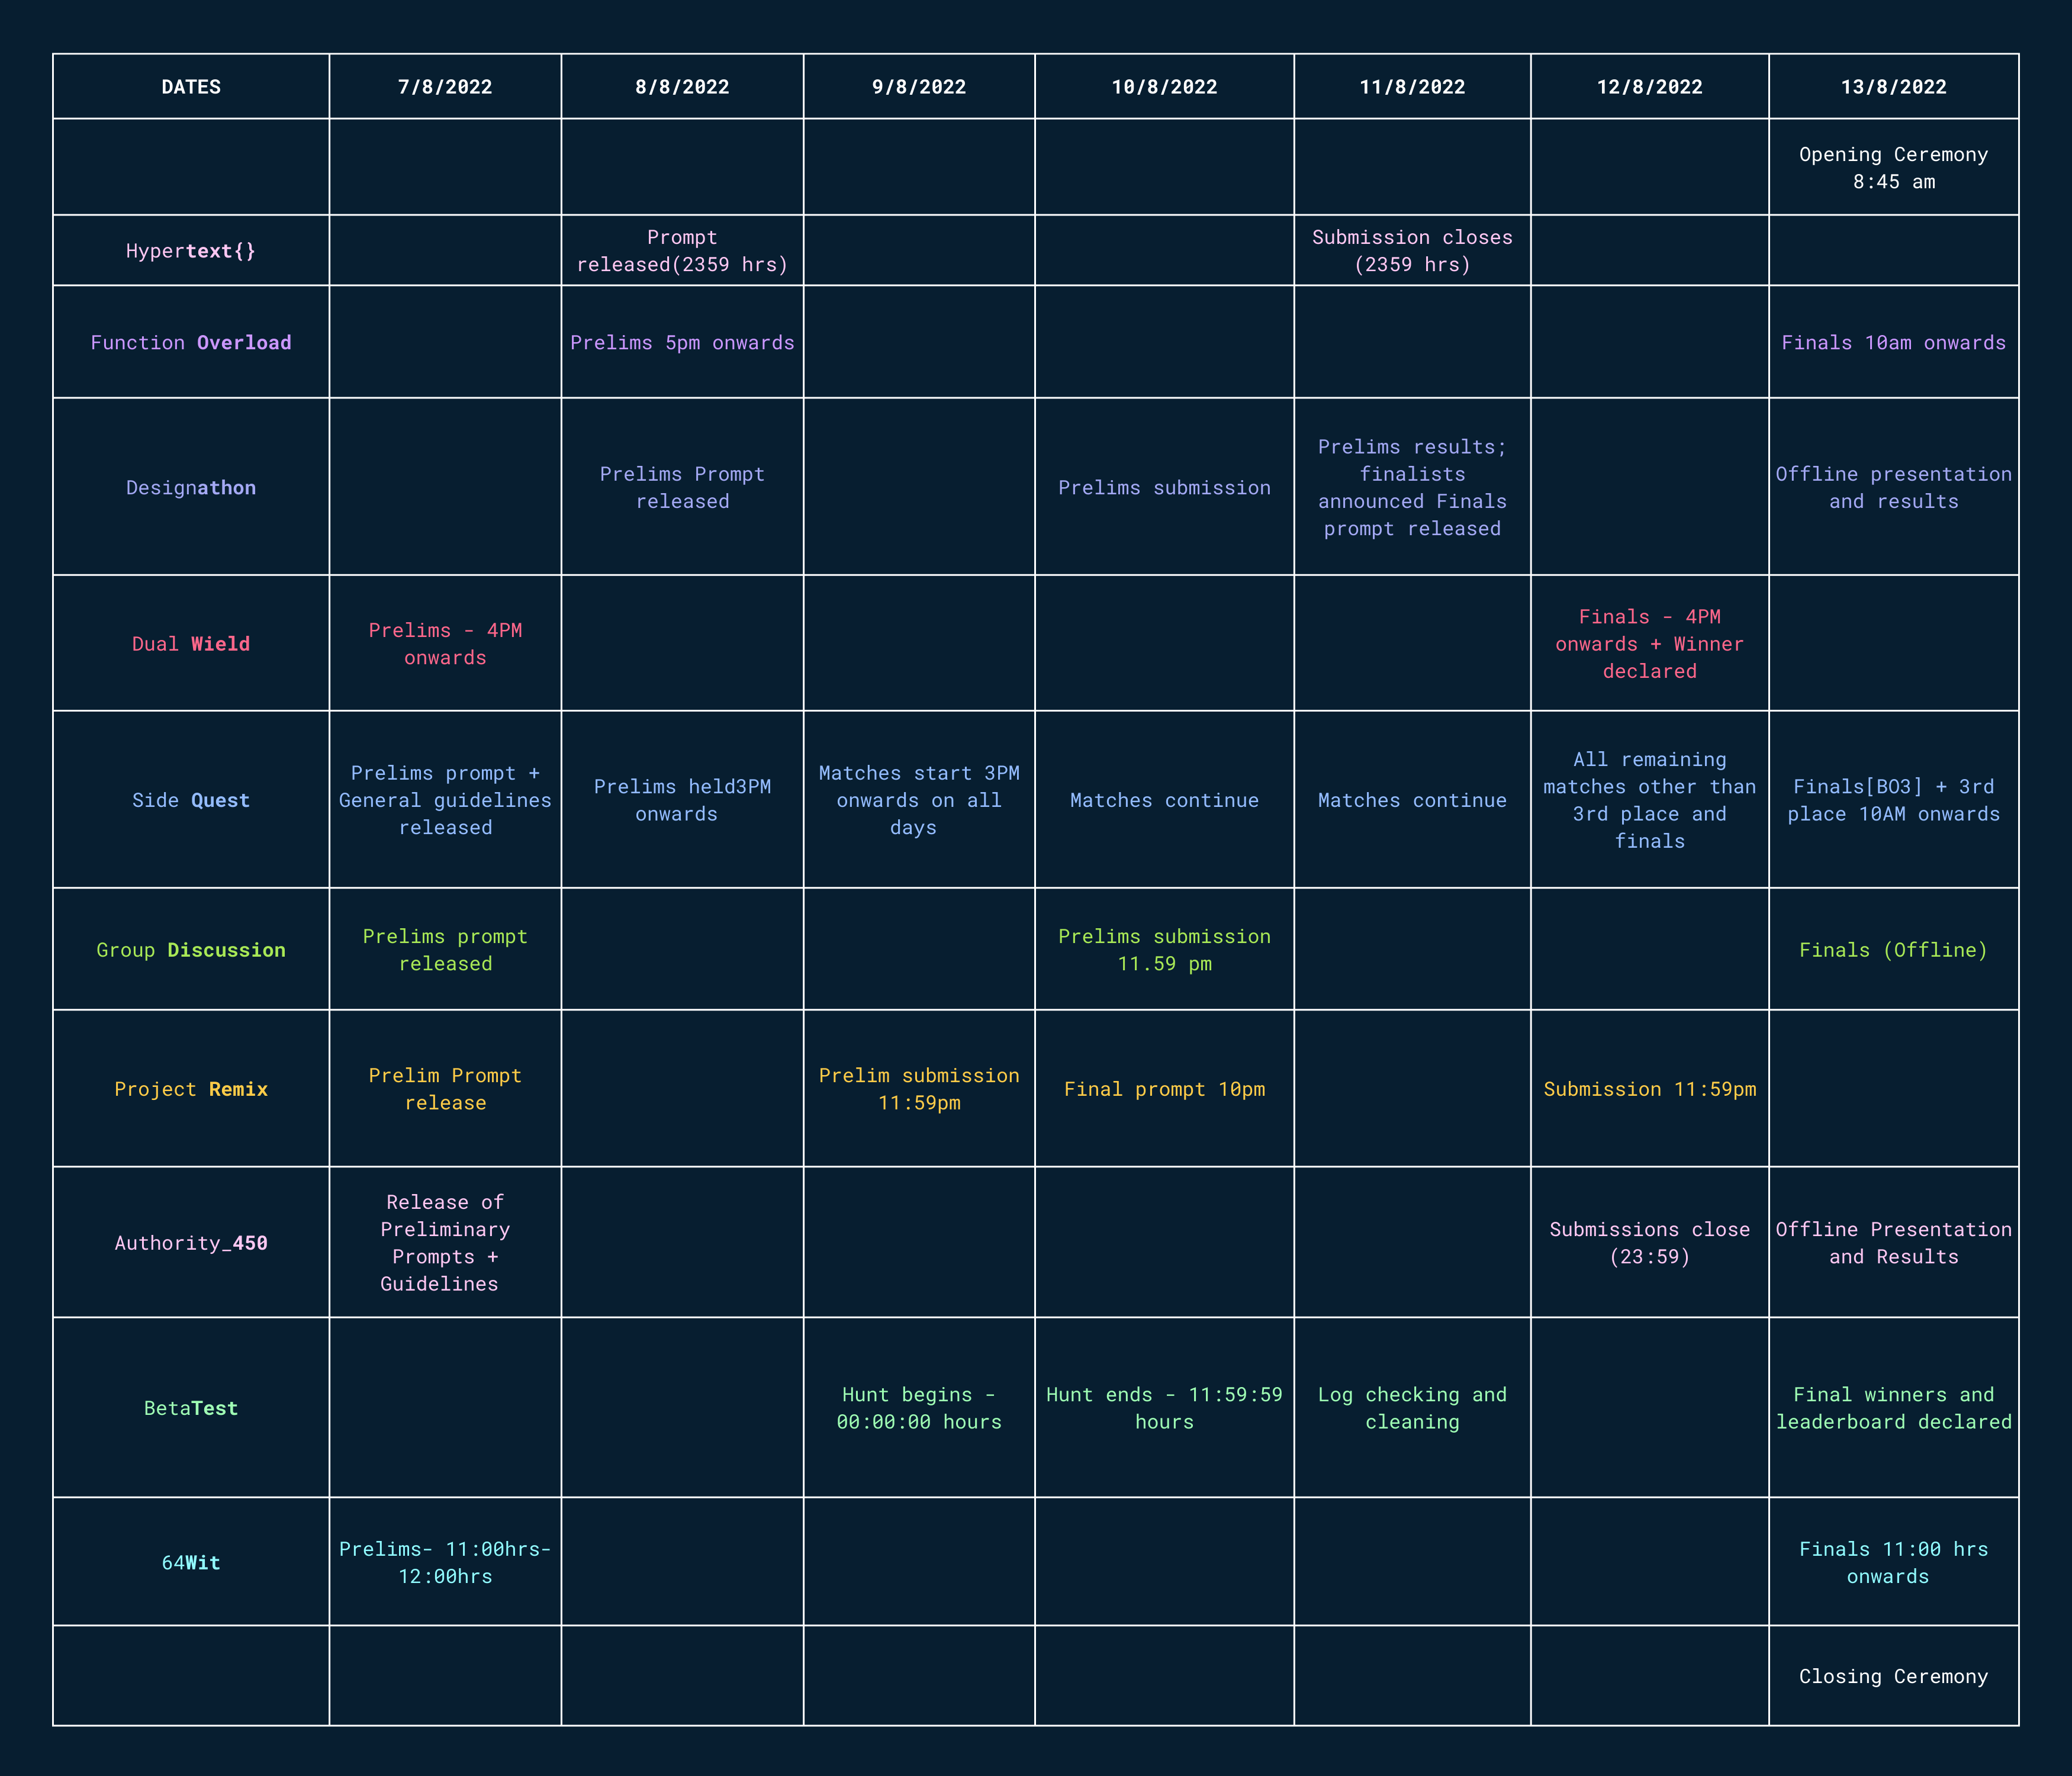 DATES
7/8/2022
8/8/2022
9/8/2022
10/8/2022
11/8/2022
12/8/2022
13/8/2022
Opening Ceremony
8:45 am
Hypertext{}
Prompt
released(2359 hrs)
Submission closes
(2359 hrs)
Function Overload
Prelims 5pm onwards
Finals 10am onwards
Designathon
Prelims Prompt
released
Prelims submission
Prelims results;
finalists
announced Finals
prompt released
Offline presentation
and results
Dual Wield
Prelims - 4PM
onwards
Finals - 4PM
onwards + Winner
declared
Side Quest
Prelims prompt +
General guidelines
released
Prelims held3PM
onwards
Matches start 3PM
onwards on all
days
Matches continue
Matches continue
All remaining
matches other than
3rd place and
finals
Finals[BO3] + 3rd
place 10AM onwards
Group Discussion
Prelims prompt
released
Prelims submission
11.59 pm
Finals (Offline)
Project Remix
Prelim Prompt
release
Prelim submission
11:59pm
Final prompt 10pm
Submission 11:59pm
Authority_450
Release of
Preliminary
Prompts +
Guidelines
Submissions close
(23:59)
Offline Presentation
and Results
BetaTest
Hunt begins -
00:00:00 hours
Hunt ends - 11:59:59
hours
Log checking and
cleaning
Final winners and
leaderboard declared
64Wit
Prelims- 11:00hrs-
12:00hrs
Finals 11:00 hrs
onwards
Closing Ceremony